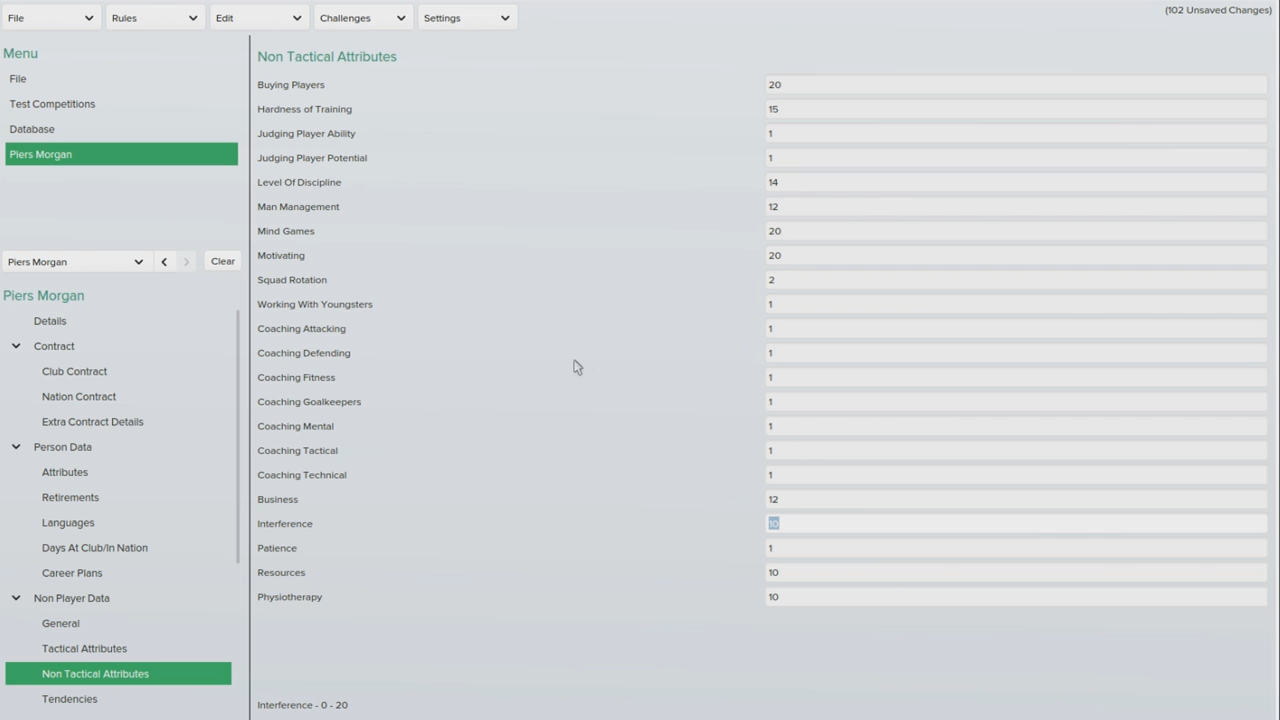 File Rules Edit Challenges Settings (102 Unsaved Changes)
Menu
File
Test Competitions
Database
Piers Morgan
Piers Morgan Clear
Piers Morgan
Details
Contract
Club Contract
Nation Contract
Extra Contract Details
Person Data
Attributes
Retirements
Languages
Days At Club/In Nation
Career Plans
Non Player Data
General
Tactical Attributes
Non Tactical Attributes
Tendencies
Non Tactical Attributes
Buying Players 20
Hardness of Training 15
Judging Player Ability 1
Judging Player Potential 1
Level Of Discipline 14
Man Management 12
Mind Games 20
Motivating 20
Squad Rotation 2
Working With Youngsters 1
Coaching Attacking 1
Coaching Defending 1
Coaching Fitness 1
Coaching Goalkeepers 1
Coaching Mental 1
Coaching Tactical 1
Coaching Technical 1
Business 12
Interference 10
Patience 1
Resources 10
Physiotherapy 10
Interference - 0 - 20